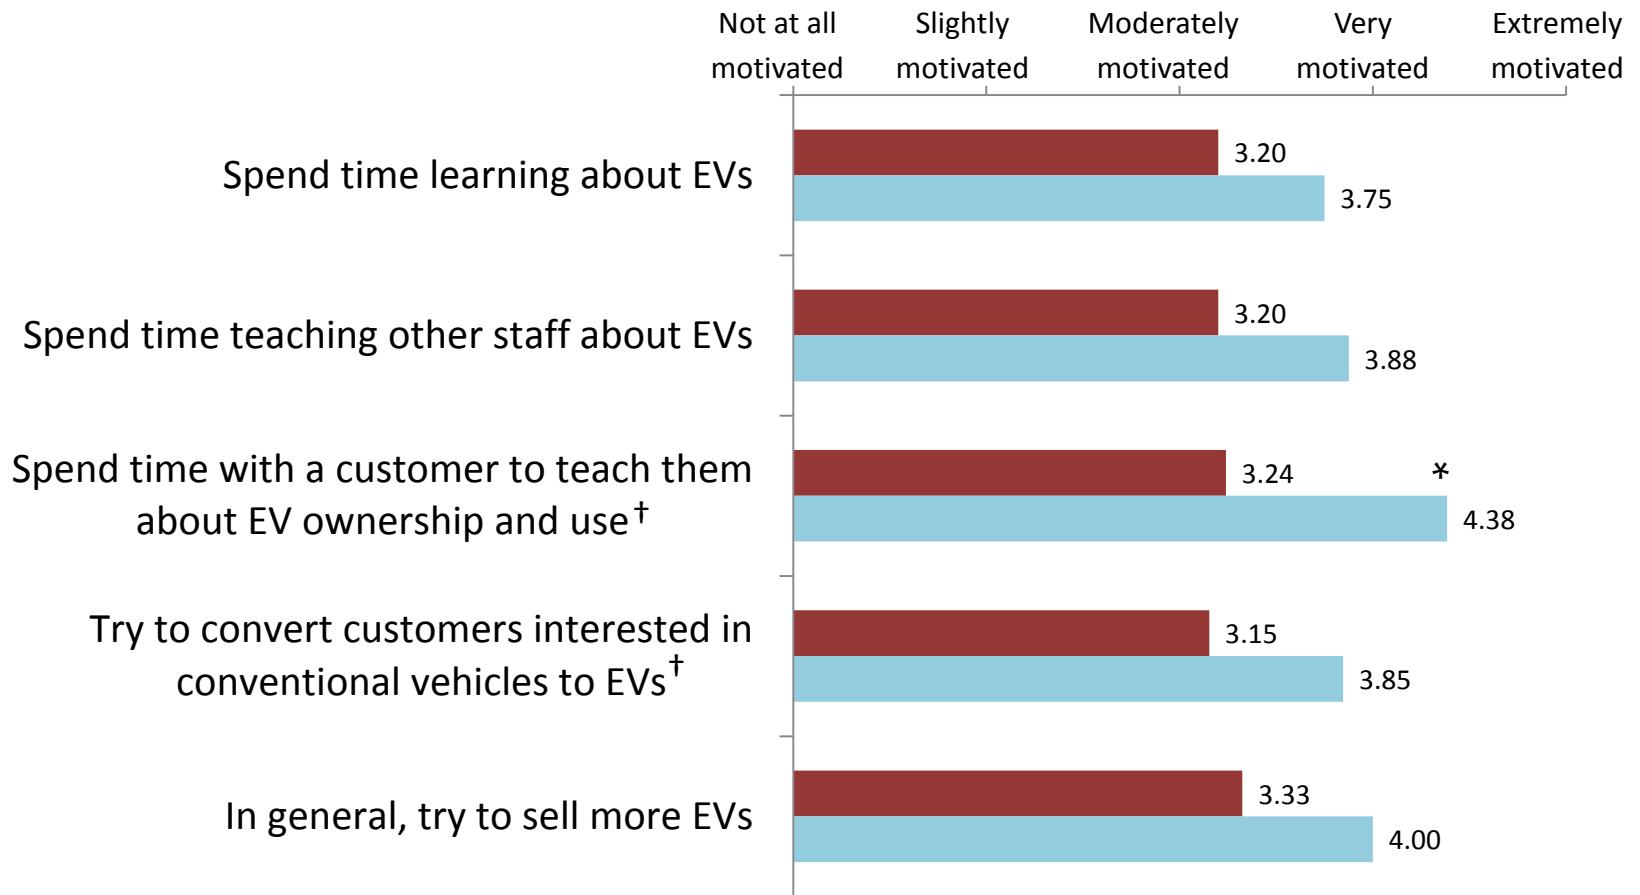 Not at all Slightly Moderately Very Extremely
motivated motivated motivated motivated motivated
Spend time learning about EVs
3.20
3.75
Spend time teaching other staff about EVs
3.20
3.88
Spend time with a customer to teach them
about EV ownership and use†
3.24 *
4.38
Try to convert customers interested in
conventional vehicles to EVs†
3.15
3.85
In general, try to sell more EVs
3.33
4.00